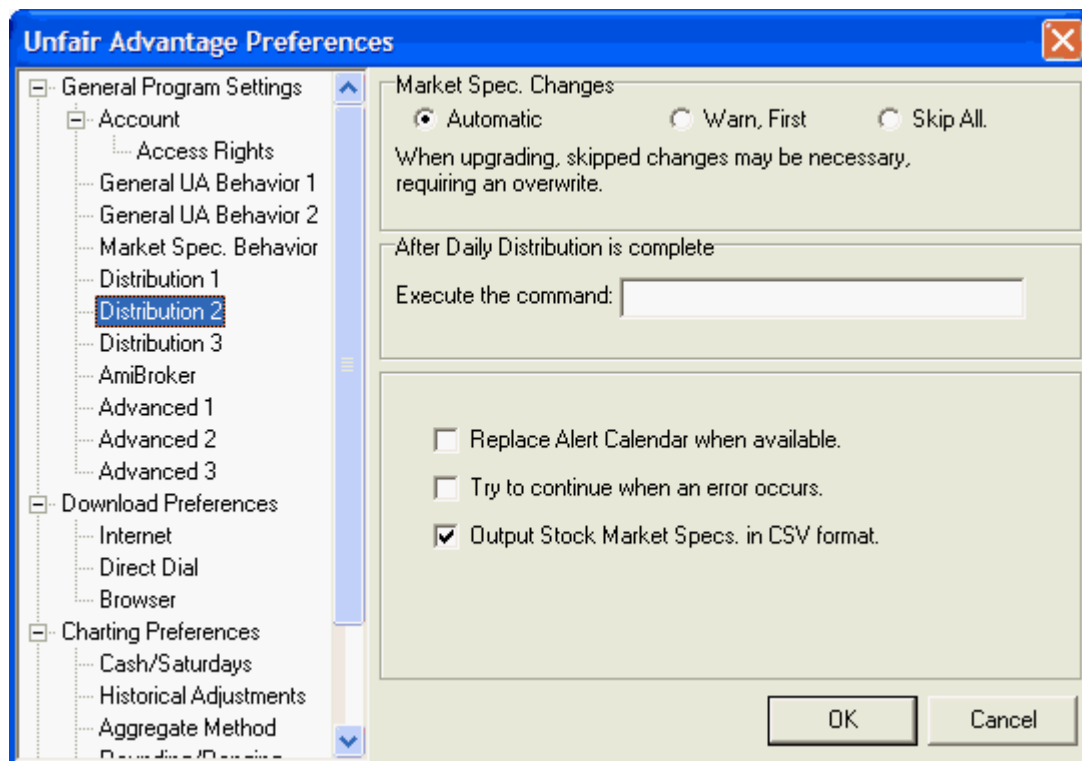 Unfair Advantage Preferences
General Program Settings
Account
Access Rights
General UA Behavior 1
General UA Behavior 2
Market Spec. Behavior
Distribution 1
Distribution 2
Distribution 3
AmiBroker
Advanced 1
Advanced 2
Advanced 3
Download Preferences
Internet
Direct Dial
Browser
Charting Preferences
Cash/Saturdays
Historical Adjustments
Aggregate Method
Market Spec. Changes
Automatic
Warn, First
Skip All.
When upgrading, skipped changes may be necessary,
requiring an overwrite.
After Daily Distribution is complete
Execute the command:
Replace Alert Calendar when available.
Try to continue when an error occurs.
Output Stock Market Specs. in CSV format.
OK
Cancel